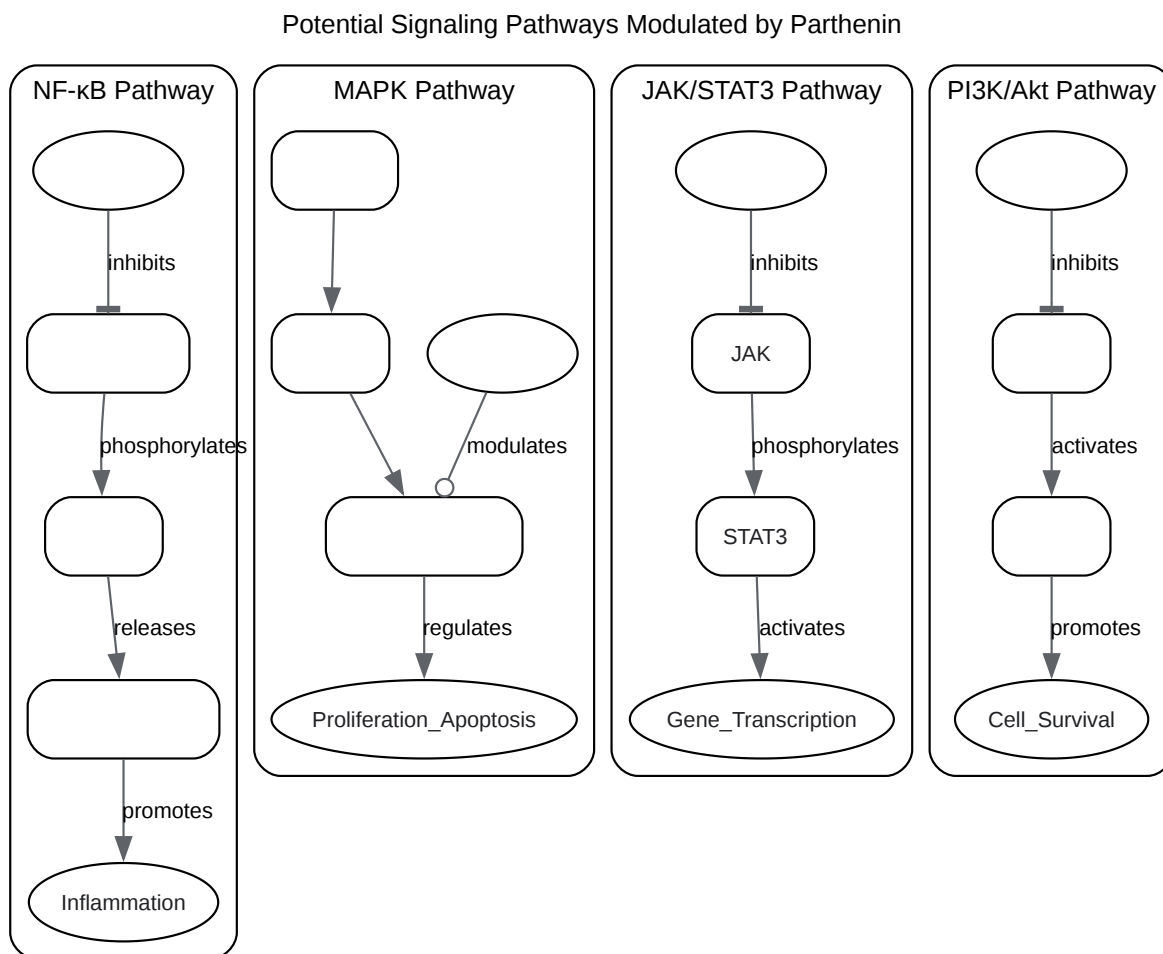 Potential Signaling Pathways Modulated by Parthenin
NF-κB Pathway
inhibits
phosphorylates
releases
promotes
Inflammation
MAPK Pathway
modulates
regulates
Proliferation_Apoptosis
JAK/STAT3 Pathway
inhibits
JAK
phosphorylates
STAT3
activates
Gene_Transcription
PI3K/Akt Pathway
inhibits
activates
promotes
Cell_Survival